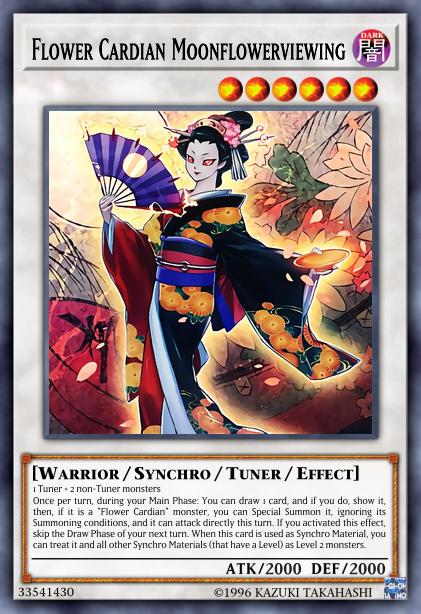 FLOWER CARDIAN MOONFLOWERVIEWING
DARK
闇
[WARRIOR / SYNCHRO / TUNER / EFFECT]
1 Tuner + 2 non-Tuner monsters
Once per turn, during your Main Phase: You can draw 1 card, and if you do, show it,
then, if it is a "Flower Cardian" monster, you can Special Summon it, ignoring its
Summoning conditions, and it can attack directly this turn. If you activated this effect,
skip the Draw Phase of your next turn. When this card is used as Synchro Material, you
can treat it and all other Synchro Materials (that have a Level) as Level 2 monsters.
ATK/2000 DEF/2000
33541430
©1996 KAZUKI TAKAHASHI